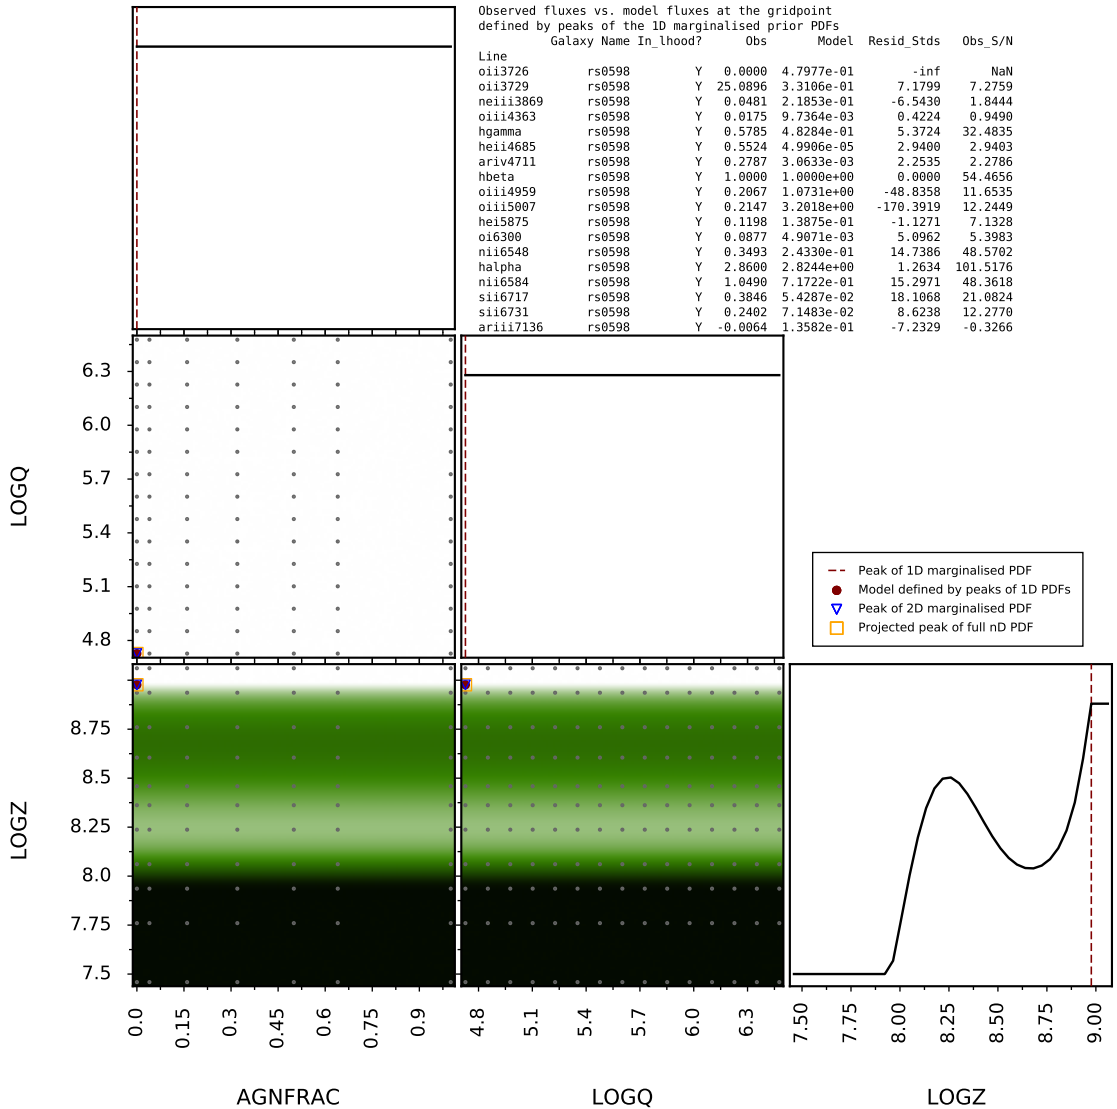 Observed fluxes vs. model fluxes at the gridpoint
defined by peaks of the 1D marginalised prior PDFs
Galaxy Name In_lhood? Obs Model Resid_Stds Obs_S/N
Line
oii3726 rs0598 Y 0.0000 4.7977e-01 -inf NaN
oii3729 rs0598 Y 25.0896 3.3106e-01 7.1799 7.2759
neiii3869 rs0598 Y 0.0481 2.1853e-01 -6.5430 1.8444
oiii4363 rs0598 Y 0.0175 9.7364e-03 0.4224 0.9490
hgamma rs0598 Y 0.5785 4.8284e-01 5.3724 32.4835
heii4685 rs0598 Y 0.5524 4.9906e-05 2.9400 2.9403
ariv4711 rs0598 Y 0.2787 3.0633e-03 2.2535 2.2786
hbeta rs0598 Y 1.0000 1.0000e+00 0.0000 54.4656
oiii4959 rs0598 Y 0.2067 1.0731e+00 -48.8358 11.6535
oiii5007 rs0598 Y 0.2147 3.2018e+00 -170.3919 12.2449
hei5875 rs0598 Y 0.1198 1.3875e-01 -1.1271 7.1328
oi6300 rs0598 Y 0.0877 4.9071e-03 5.0962 5.3983
nii6548 rs0598 Y 0.3493 2.4330e-01 14.7386 48.5702
halpha rs0598 Y 2.8600 2.8244e+00 1.2634 101.5176
nii6584 rs0598 Y 1.0490 7.1722e-01 15.2971 48.3618
sii6717 rs0598 Y 0.3846 5.4287e-02 18.1068 21.0824
sii6731 rs0598 Y 0.2402 7.1483e-02 8.6238 12.2770
ariii7136 rs0598 Y -0.0064 1.3582e-01 -7.2329 -0.3266
6.3
6.0
5.7
5.4
5.1
4.8
LOGQ
Peak of 1D marginalised PDF
Model defined by peaks of 1D PDFs
Peak of 2D marginalised PDF
Projected peak of full nD PDF
8.75
8.5
8.25
8.0
7.75
7.5
LOGZ
0.0 0.15 0.3 0.45 0.6 0.75 0.9
4.8 5.1 5.4 5.7 6.0 6.3
7.50 7.75 8.00 8.25 8.50 8.75 9.00
AGNFRAC LOGQ LOGZ